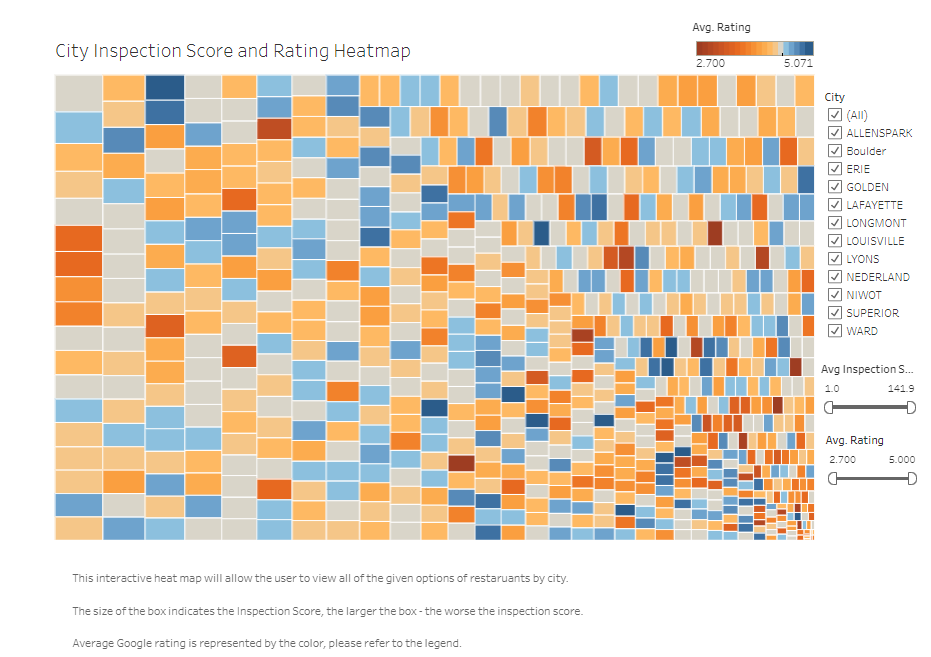 Avg. Rating
City Inspection Score and Rating Heatmap
2.700 5.071
City
(All)
ALLENSPARK
Boulder
ERIE
GOLDEN
LAFAYETTE
LONGMONT
LOUISVILLE
LYONS
NEDERLAND
NIWOT
SUPERIOR
WARD
Avg Inspection S...
1.0 141.9
Avg. Rating
2.700 5.000
This interactive heat map will allow the user to view all of the given options of restaruants by city.
The size of the box indicates the Inspection Score, the larger the box - the worse the inspection score.
Average Google rating is represented by the color, please refer to the legend.